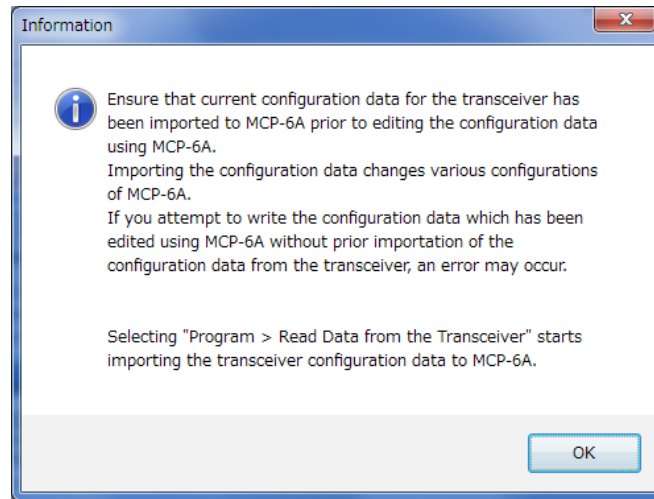 Information
Ensure that current configuration data for the transceiver has
been imported to MCP-6A prior to editing the configuration data
using MCP-6A.
Importing the configuration data changes various configurations
of MCP-6A.
If you attempt to write the configuration data which has been
edited using MCP-6A without prior importation of the
configuration data from the transceiver, an error may occur.
Selecting "Program > Read Data from the Transceiver" starts
importing the transceiver configuration data to MCP-6A.
OK